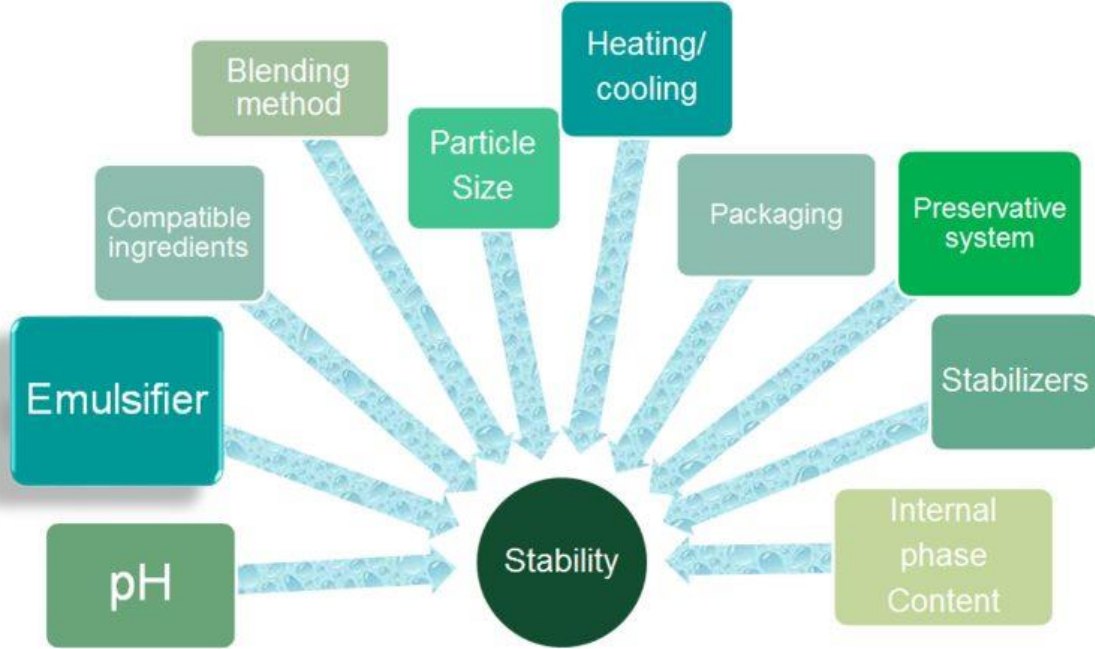 Heating/
cooling
Blending
method
Particle
Size
Compatible
ingredients
Packaging
Preservative
system
Emulsifier
Stabilizers
pH
Stability
Internal
phase
Content